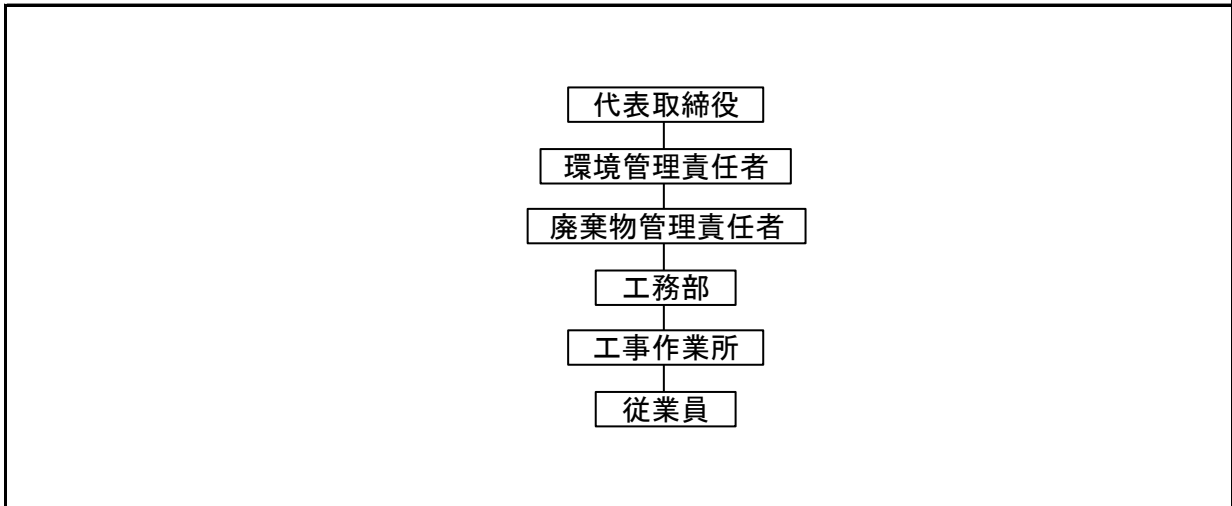 代表取締役
環境管理責任者
廃棄物管理責任者
工務部
工事作業所
従業員